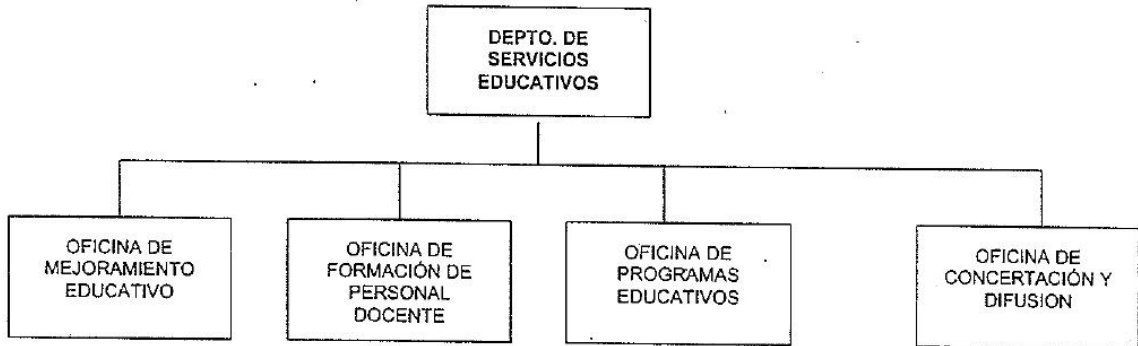 DEPTO. DE
SERVICIOS
EDUCATIVOS
OFICINA DE
MEJORAMIENTO
EDUCATIVO
OFICINA DE
FORMACIÓN DE
PERSONAL
DOCENTE
OFICINA DE
PROGRAMAS
EDUCATIVOS
OFICINA DE
CONCERTACIÓN Y
DIFUSION